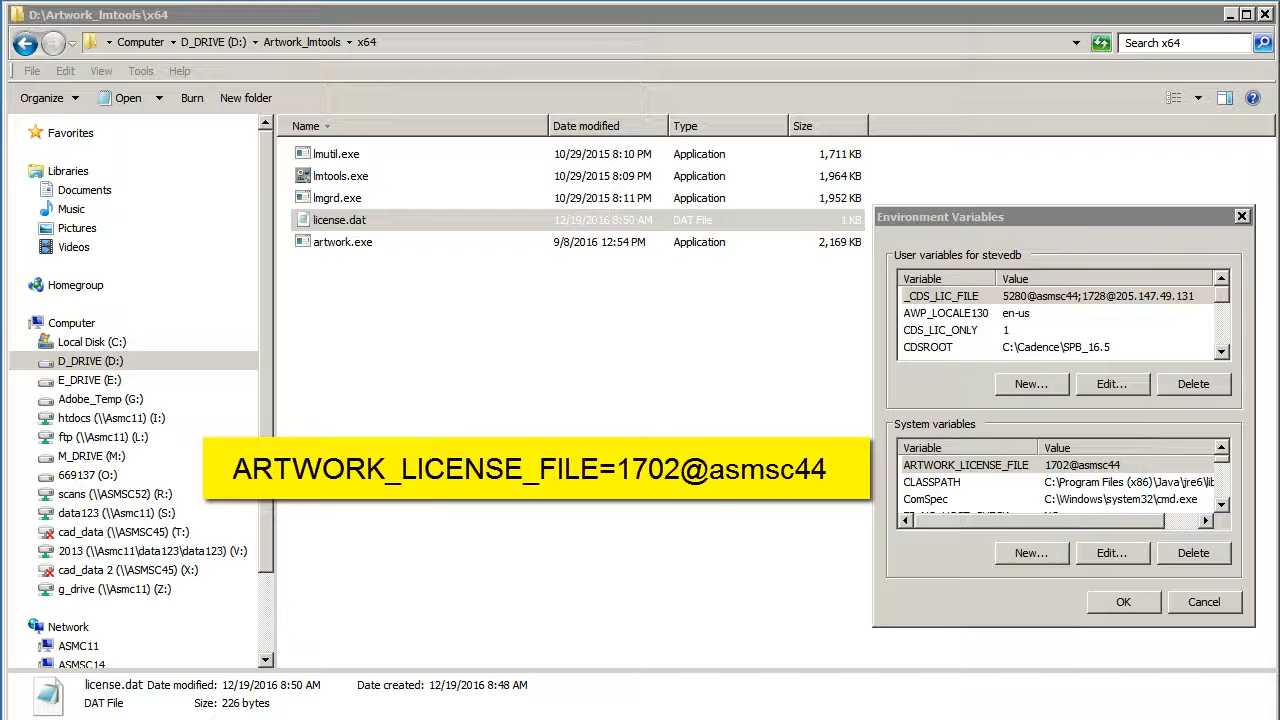 D:\Artwork_lmtools\x64
Computer D_DRIVE (D:) Artwork_lmtools x64
Search x64
File Edit View Tools Help
Organize Open Burn New folder
Favorites
Libraries
Documents
Music
Pictures
Videos
Homegroup
Computer
Local Disk (C:)
D_DRIVE (D:)
E_DRIVE (E:)
Adobe_Temp (G:)
htdocs (\\Asmc11) (I:)
ftp (\\Asmc11) (L:)
M_DRIVE (M:)
669137 (O:)
scans (\\ASMSC52) (R:)
data123 (\\Asmc11) (S:)
cad_data (\\ASMSC45) (T:)
2013 (\\Asmc11\data123\data123) (V:)
cad_data 2 (\\ASMSC45) (X:)
g_drive (\\Asmc11) (Z:)
Network
ASMC11
ASMSC14
Name Date modified Type Size
lmutil.exe 10/29/2015 8:10 PM Application 1,711 KB
lmtools.exe 10/29/2015 8:09 PM Application 1,964 KB
lmgrd.exe 10/29/2015 8:11 PM Application 1,952 KB
license.dat 12/19/2016 8:50 AM DAT File 1 KB
artwork.exe 9/8/2016 12:54 PM Application 2,169 KB
ARTWORK_LICENSE_FILE=1702@asmsc44
Environment Variables
User variables for stevedb
Variable Value
_CDS_LIC_FILE 5280@asmsc44;1728@205.147.49.131
AWP_LOCALE130 en-us
CDS_LIC_ONLY 1
CDSROOT C:\Cadence\SPB_16.5
New... Edit... Delete
System variables
Variable Value
ARTWORK_LICENSE_FILE 1702@asmsc44
CLASSPATH C:\Program Files (x86)\Java\jre6\lib
ComSpec C:\Windows\system32\cmd.exe
New... Edit... Delete
OK Cancel
license.dat Date modified: 12/19/2016 8:50 AM Date created: 12/19/2016 8:48 AM
DAT File Size: 226 bytes